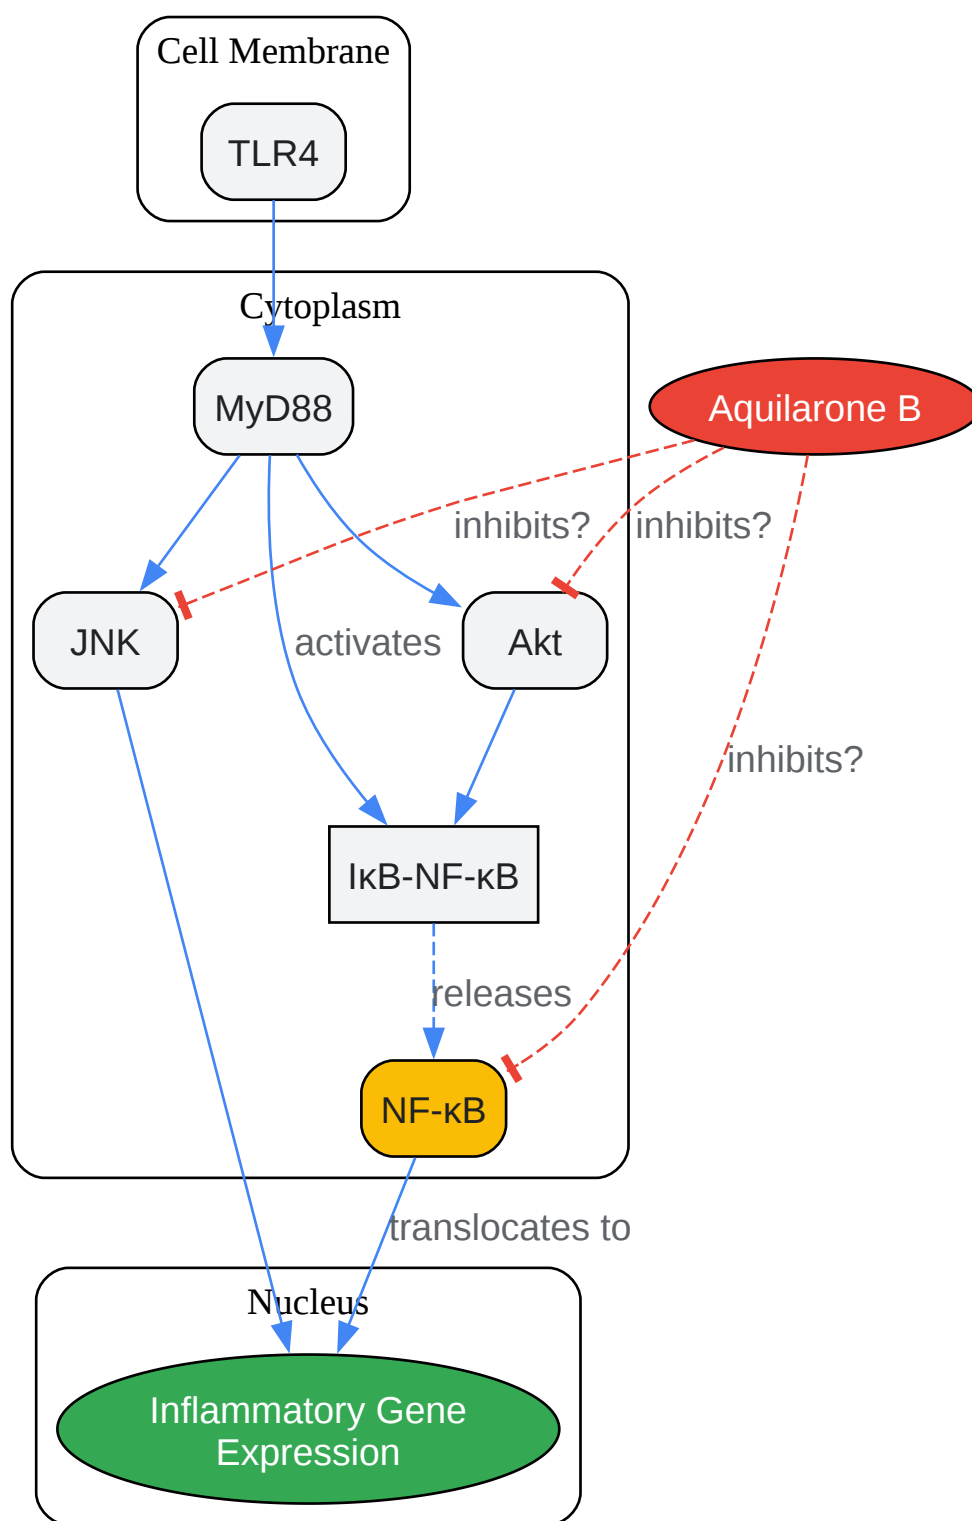 Cell Membrane
TLR4
Cytoplasm
MyD88
Aquilarone B
inhibits?
inhibits?
JNK
activates
Akt
inhibits?
IκB-NF-κB
releases
NF-κB
translocates to
Nucleus
Inflammatory Gene
Expression